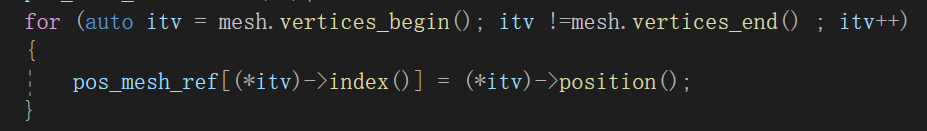 for (auto itv = mesh.vertices_begin(); itv !=mesh.vertices_end() ; itv++)
{
pos_mesh_ref[(*itv)->index()] = (*itv)->position();
}